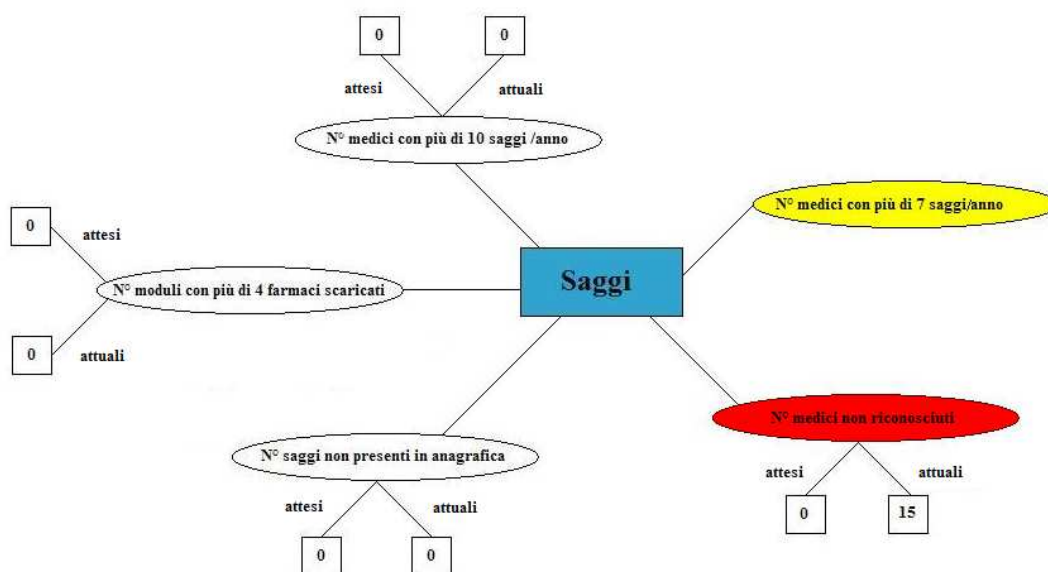 0
0
attesi
attuali
N° medici con più di 10 saggi /anno
N° medici con più di 7 saggi/anno
0
attesi
Saggi
N° moduli con più di 4 farmaci scaricati
0
attuali
N° medici non riconosciuti
N° saggi non presenti in anagrafica
attesi
attuali
0
15
attesi
attuali
0
0